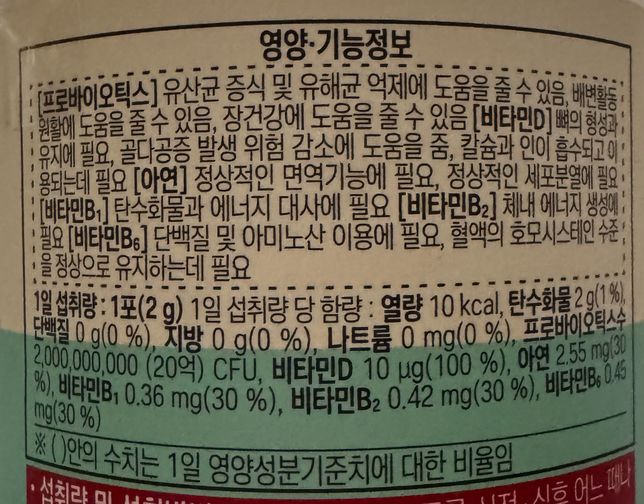 영양·기능정보
[프로바이오틱스] 유산균 증식 및 유해균 억제에 도움을 줄 수 있음, 배변활동
원활에 도움을 줄 수 있음, 장건강에 도움을 줄 수 있음 [비타민D] 뼈의 형성과
유지에 필요, 골다공증 발생 위험 감소에 도움을 줌, 칼슘과 인이 흡수되고 이
용되는데 필요 [아연] 정상적인 면역기능에 필요, 정상적인 세포분열에 필요
[비타민B₁] 탄수화물과 에너지 대사에 필요 [비타민B₂] 체내 에너지 생성에
필요 [비타민B₆] 단백질 및 아미노산 이용에 필요, 혈액의 호모시스테인 수준
을 정상으로 유지하는데 필요
1일 섭취량 : 1포(2 g) 1일 섭취량 당 함량 : 열량 10 kcal, 탄수화물 2 g(1 %),
단백질 0 g(0 %), 지방 0 g(0 %), 나트륨 0 mg(0 %), 프로바이오틱스수
2,000,000,000 (20억) CFU, 비타민D 10 µg(100 %), 아연 2.55 mg(30
%), 비타민B₁ 0.36 mg(30 %), 비타민B₂ 0.42 mg(30 %), 비타민B₆ 0.45
mg(30 %)
※ ( )안의 수치는 1일 영양성분기준치에 대한 비율임
• 섭취량 및